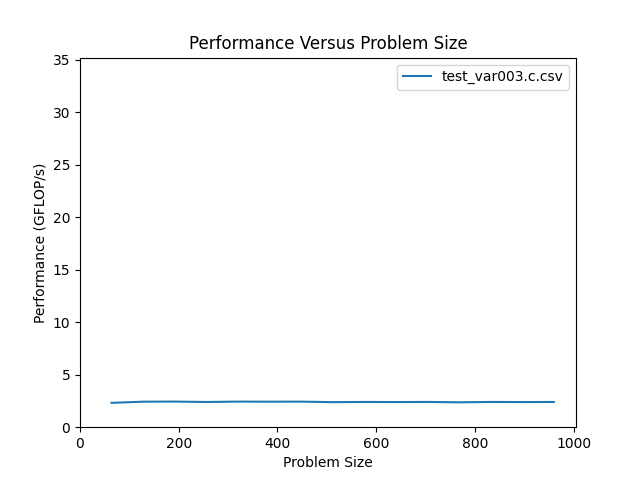 Performance Versus Problem Size
test_var003.c.csv
Performance (GFLOP/s)
35
30
25
20
15
10
5
0
0 200 400 600 800 1000
Problem Size